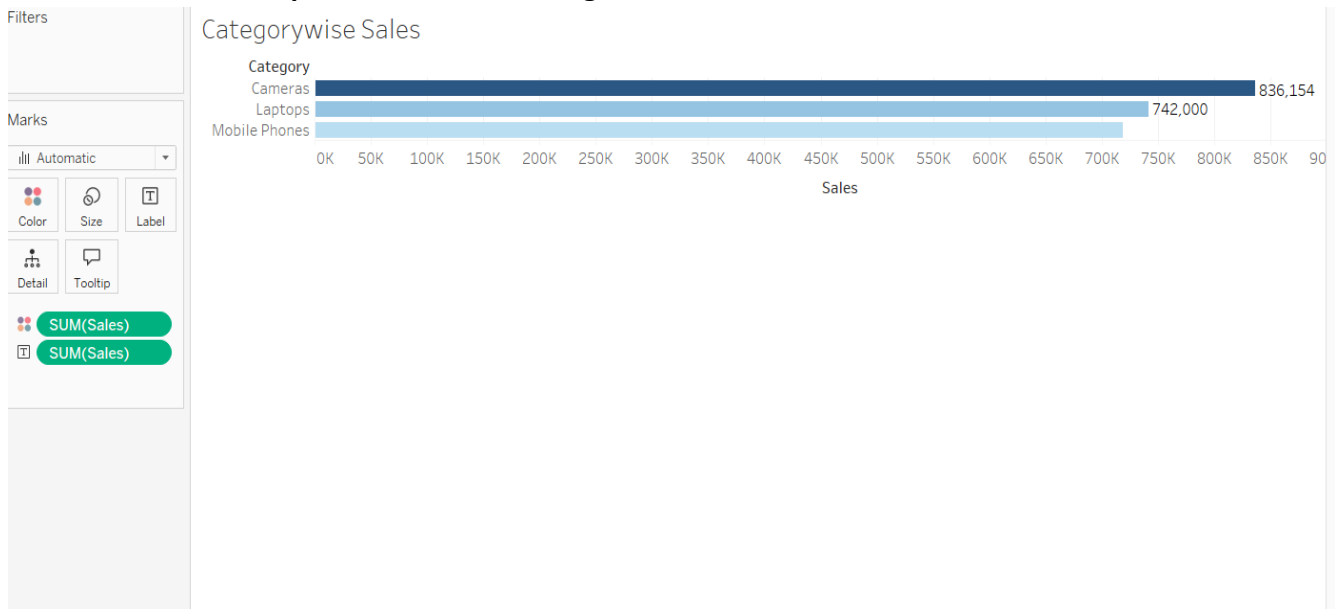 Filters
Categorywise Sales
Category
Cameras 836,154
Laptops 742,000
Mobile Phones
0K 50K 100K 150K 200K 250K 300K 350K 400K 450K 500K 550K 600K 650K 700K 750K 800K 850K 90
Sales
Marks
Automatic
Color Size Label
Detail Tooltip
SUM(Sales)
SUM(Sales)